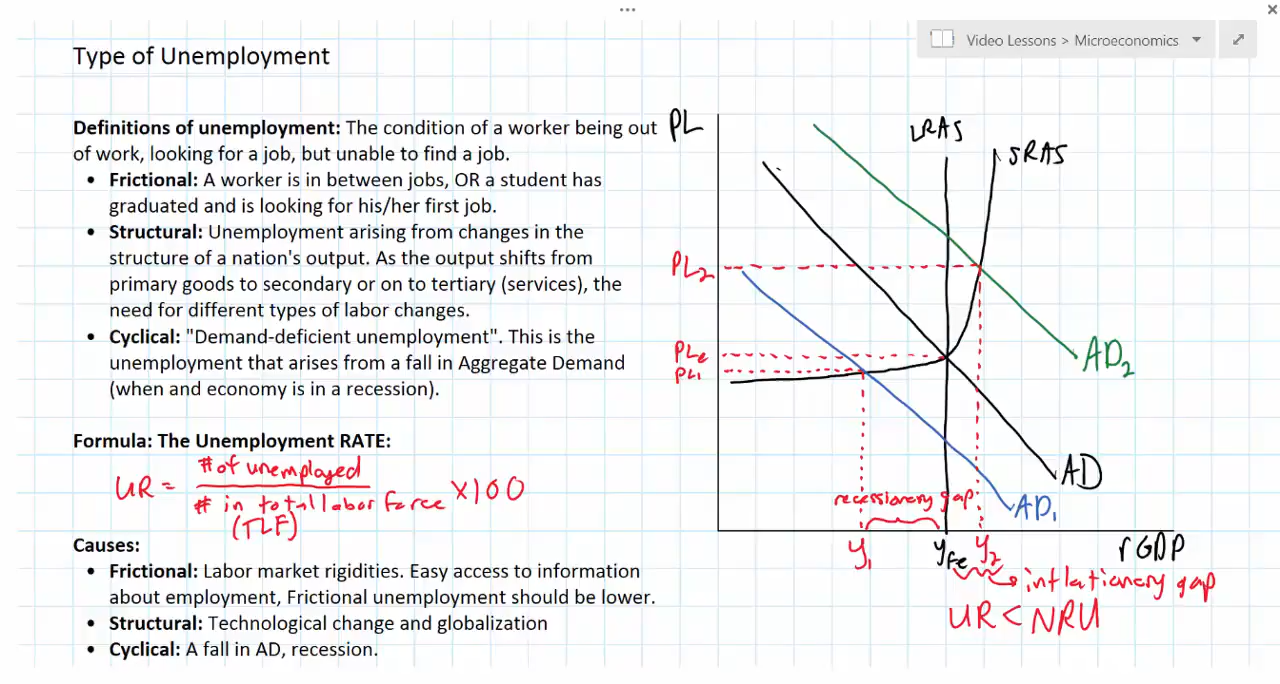 Video Lessons > Microeconomics
Type of Unemployment
Definitions of unemployment: The condition of a worker being out
of work, looking for a job, but unable to find a job.
• Frictional: A worker is in between jobs, OR a student has
graduated and is looking for his/her first job.
• Structural: Unemployment arising from changes in the
structure of a nation's output. As the output shifts from
primary goods to secondary or on to tertiary (services), the
need for different types of labor changes.
• Cyclical: "Demand-deficient unemployment". This is the
unemployment that arises from a fall in Aggregate Demand
(when and economy is in a recession).
Formula: The Unemployment RATE:
UR = # of unemployed
# in total labor force × 100
(TLF)
Causes:
• Frictional: Labor market rigidities. Easy access to information
about employment, Frictional unemployment should be lower.
• Structural: Technological change and globalization
• Cyclical: A fall in AD, recession.
PL
LRAS
SRAS
PL2
PLe
PL1
AD2
AD
AD1
recessionary gap
Y1
YFe
Y2
rGDP
inflationary gap
UR < NRU